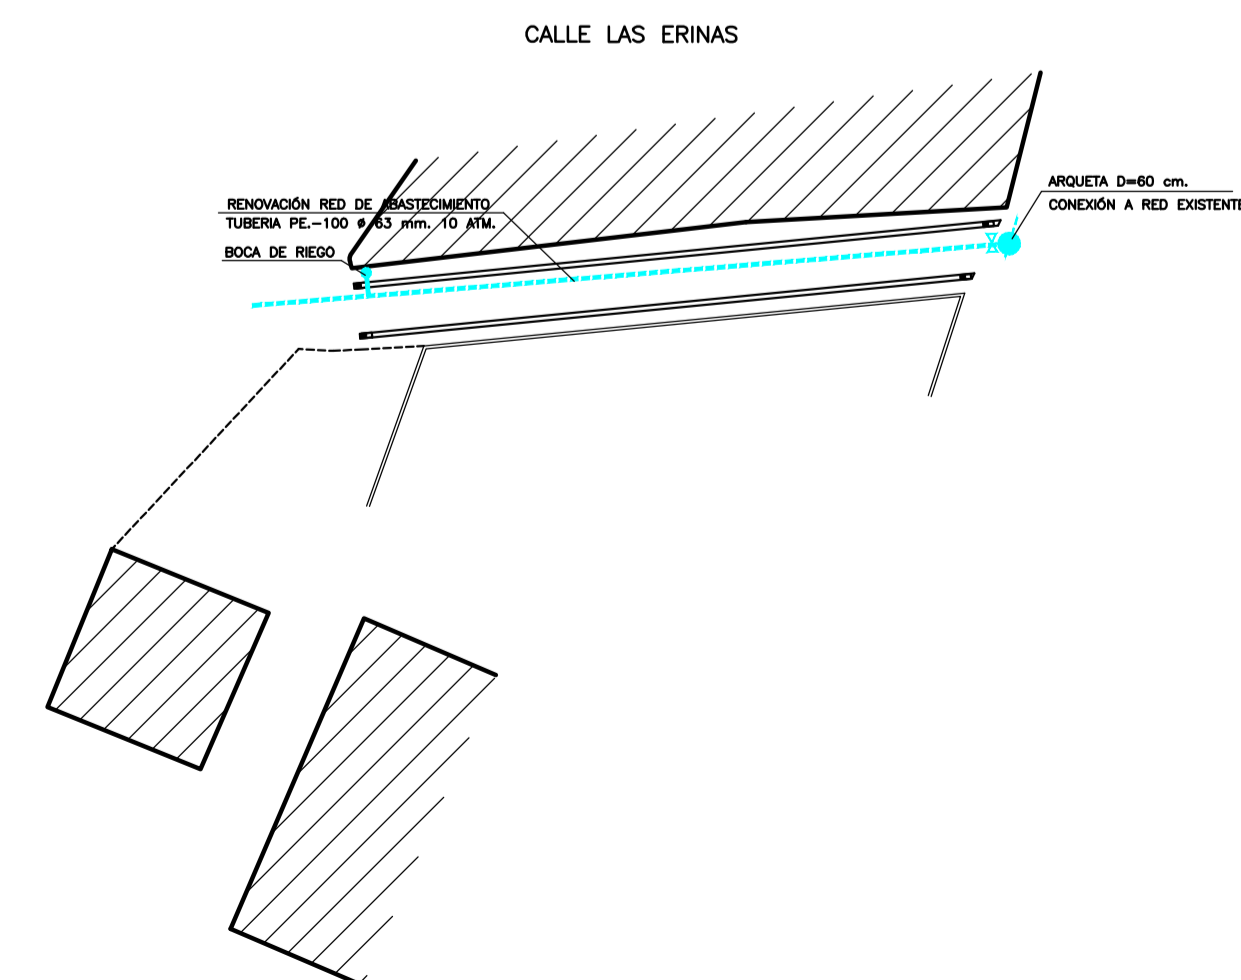 CALLE LAS ERINAS
RENOVACIÓN RED DE ABASTECIMIENTO
TUBERIA PE.-100 ø 63 mm. 10 ATM.
BOCA DE RIEGO
ARQUETA D=60 cm.
CONEXIÓN A RED EXISTENTE